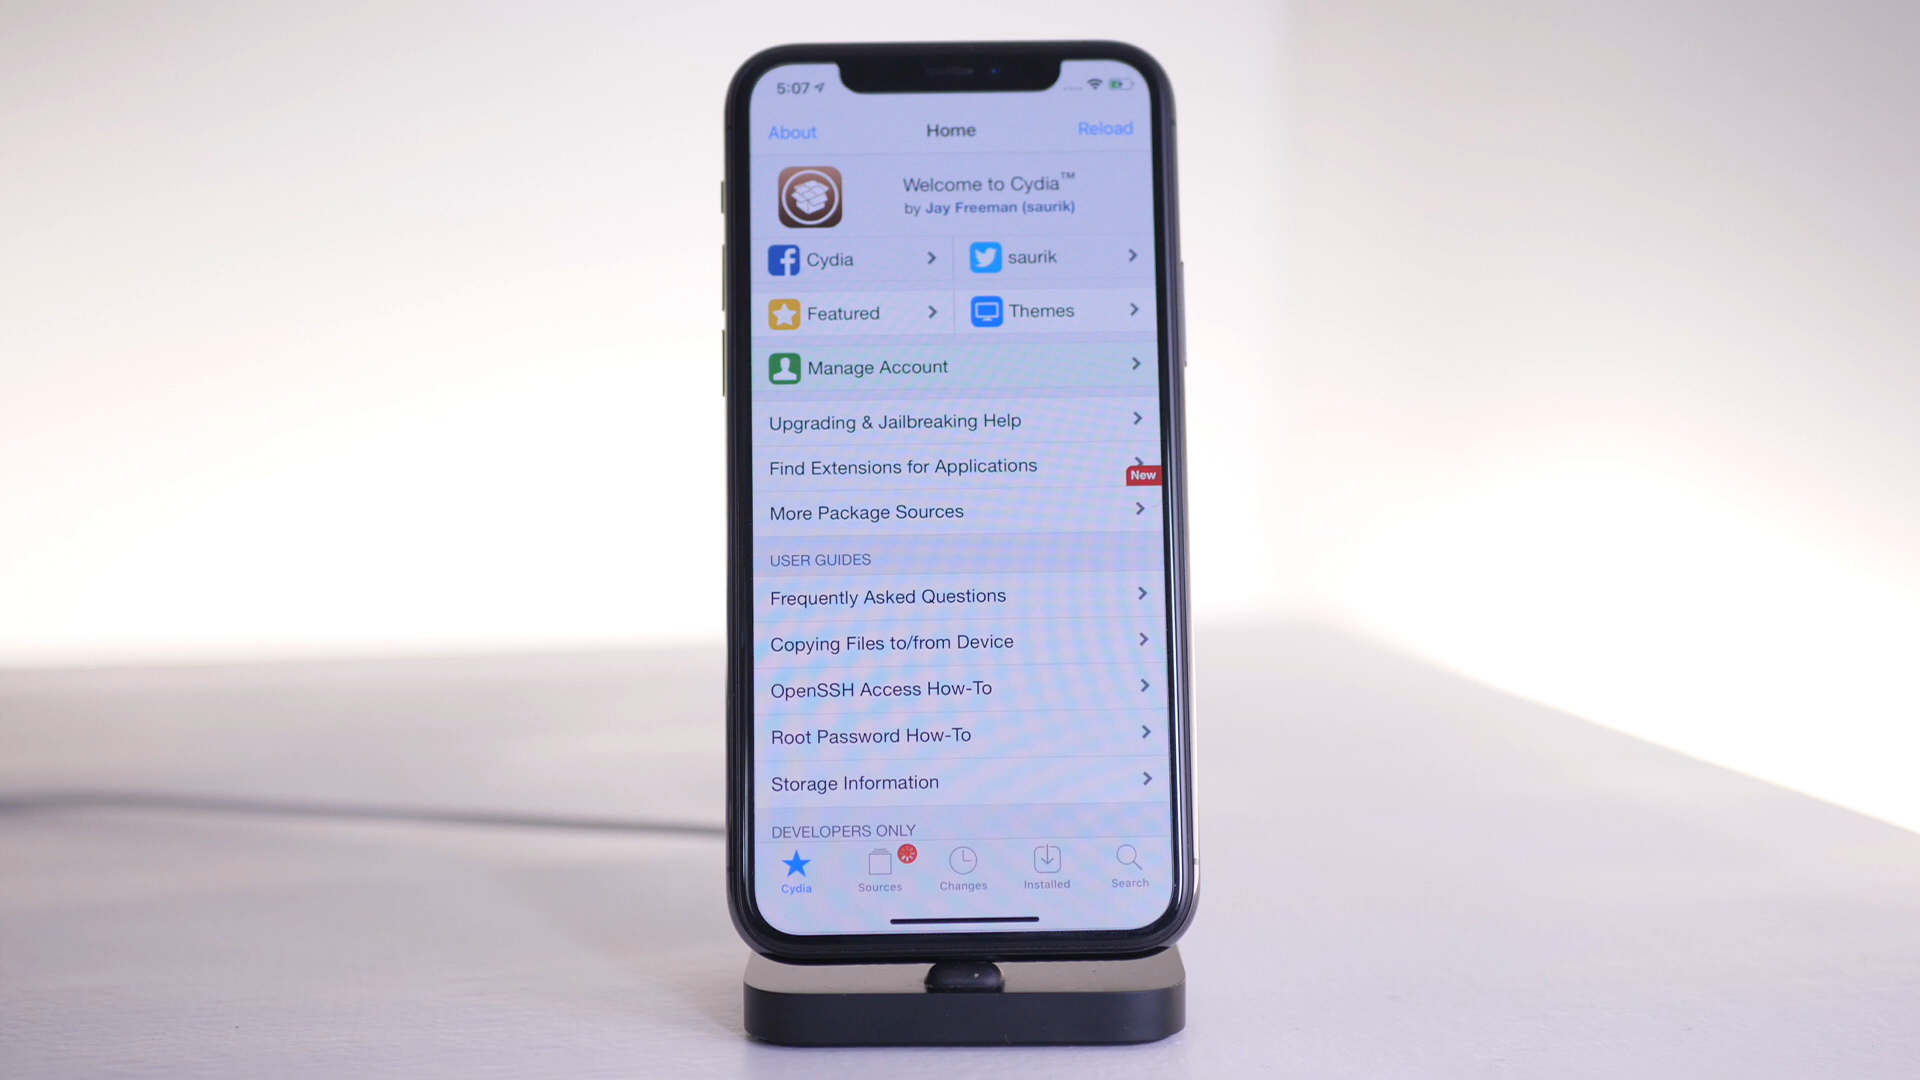 5:07
About
Home
Reload
Welcome to Cydia™
by Jay Freeman (saurik)
Cydia
saurik
Featured
Themes
Manage Account
Upgrading & Jailbreaking Help
Find Extensions for Applications
New
More Package Sources
USER GUIDES
Frequently Asked Questions
Copying Files to/from Device
OpenSSH Access How-To
Root Password How-To
Storage Information
DEVELOPERS ONLY
Cydia
Sources
Changes
Installed
Search